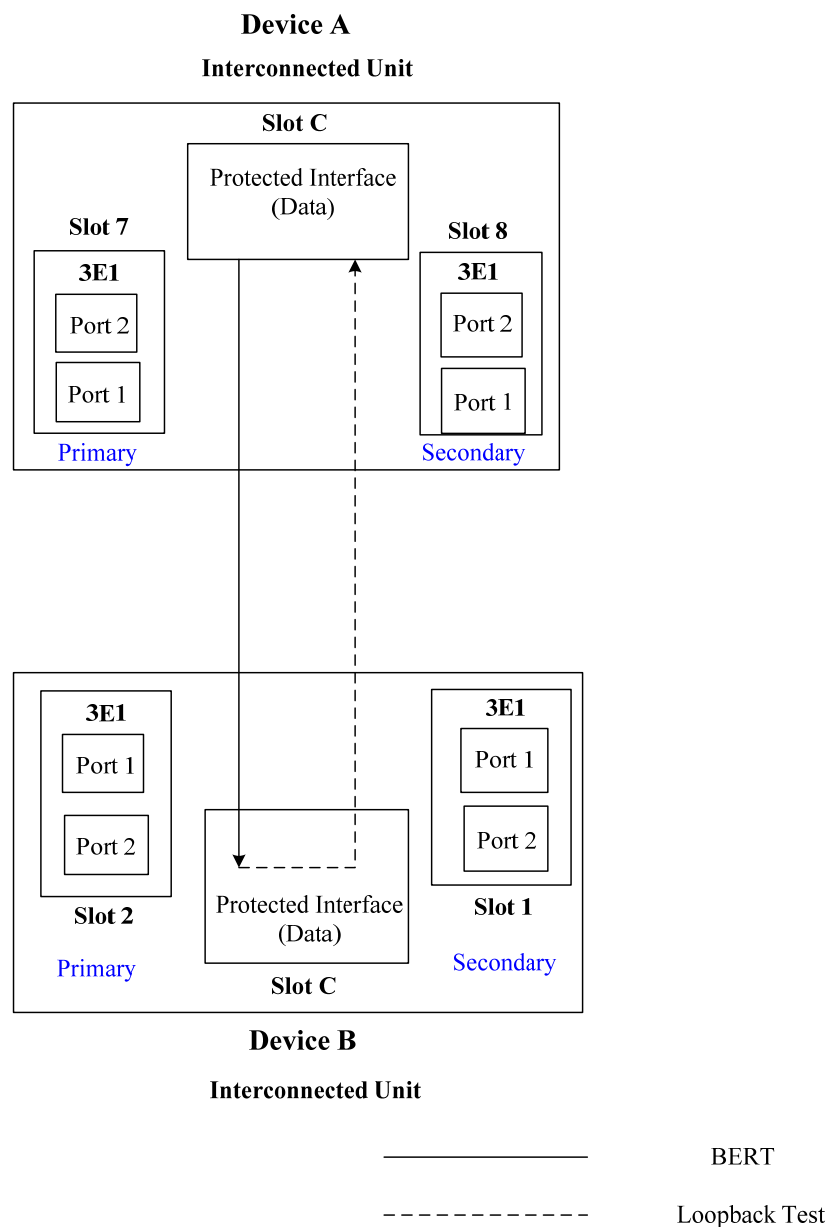 Device A
Interconnected Unit
Slot C
Protected Interface
(Data)
Slot 7
3E1
Port 2
Port 1
Primary
Slot 8
3E1
Port 2
Port 1
Secondary
3E1
Port 1
Port 2
Slot 2
Primary
Protected Interface
(Data)
Slot C
3E1
Port 1
Port 2
Slot 1
Secondary
Device B
Interconnected Unit
BERT
Loopback Test